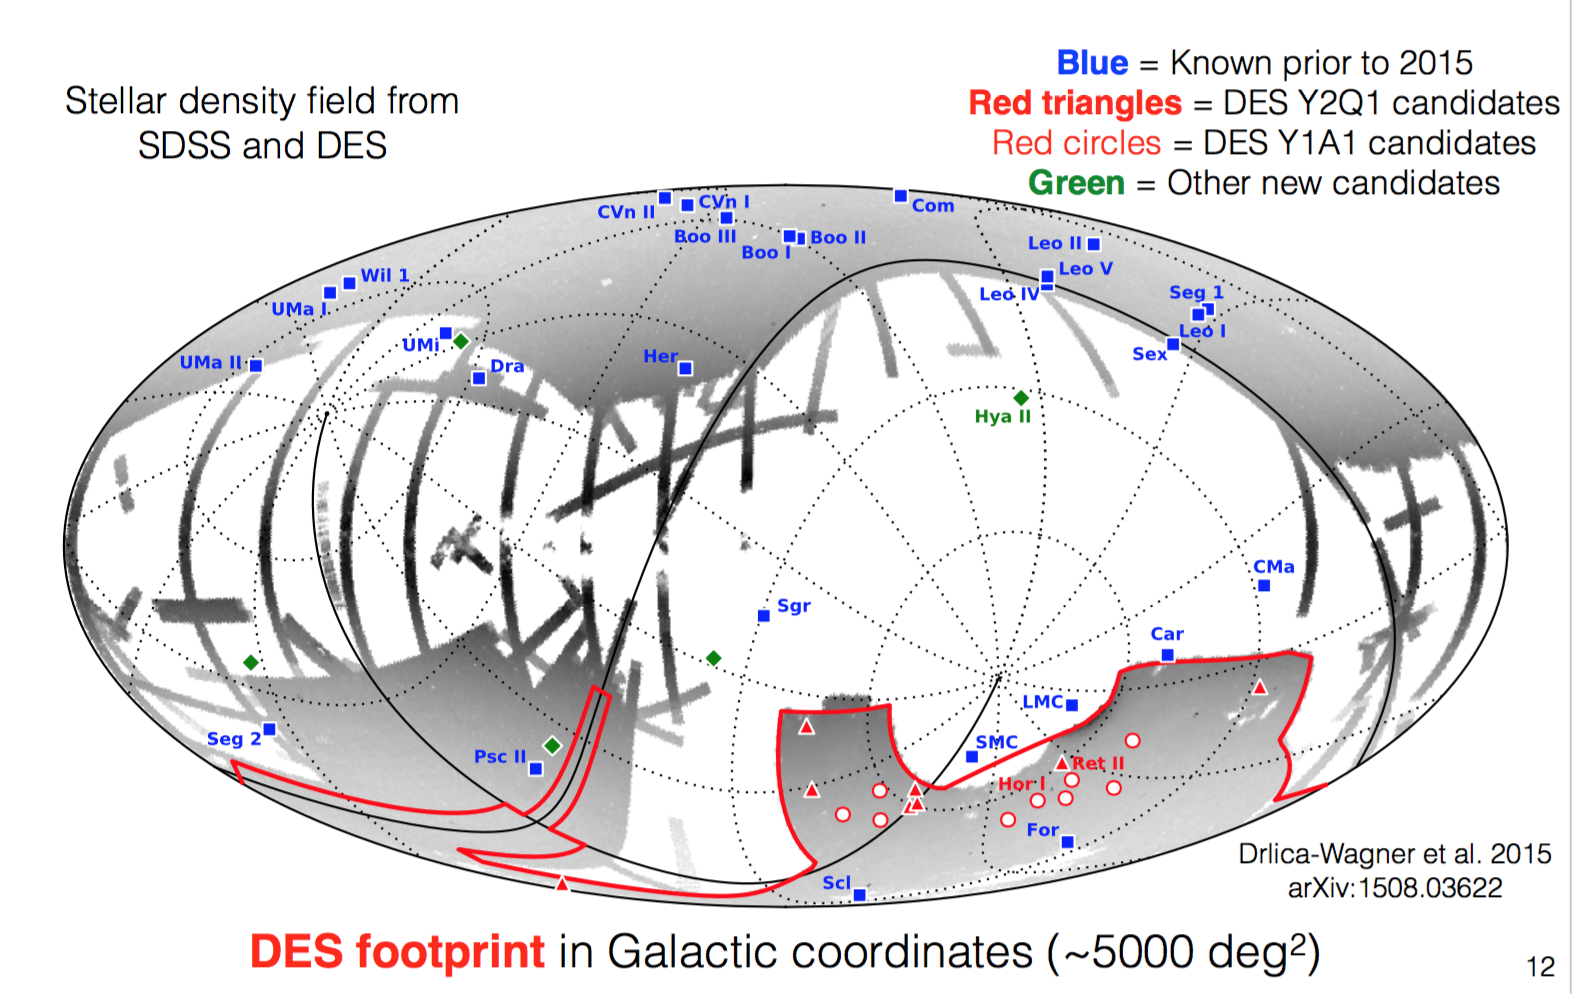 Stellar density field from
SDSS and DES
Blue = Known prior to 2015
Red triangles = DES Y2Q1 candidates
Red circles = DES Y1A1 candidates
Green = Other new candidates
CVn II
CVn I
Com
Boo III
Boo I
Boo II
Leo II
Leo V
Leo IV
Wil 1
UMa I
Seg 1
Leo I
UMi
UMa II
Dra
Her
Sex
Hya II
CMa
Sgr
Car
LMC
SMC
Seg 2
Psc II
Ret II
Hor I
For
Scl
Drlica-Wagner et al. 2015
arXiv:1508.03622
DES footprint in Galactic coordinates (~5000 deg²)
12